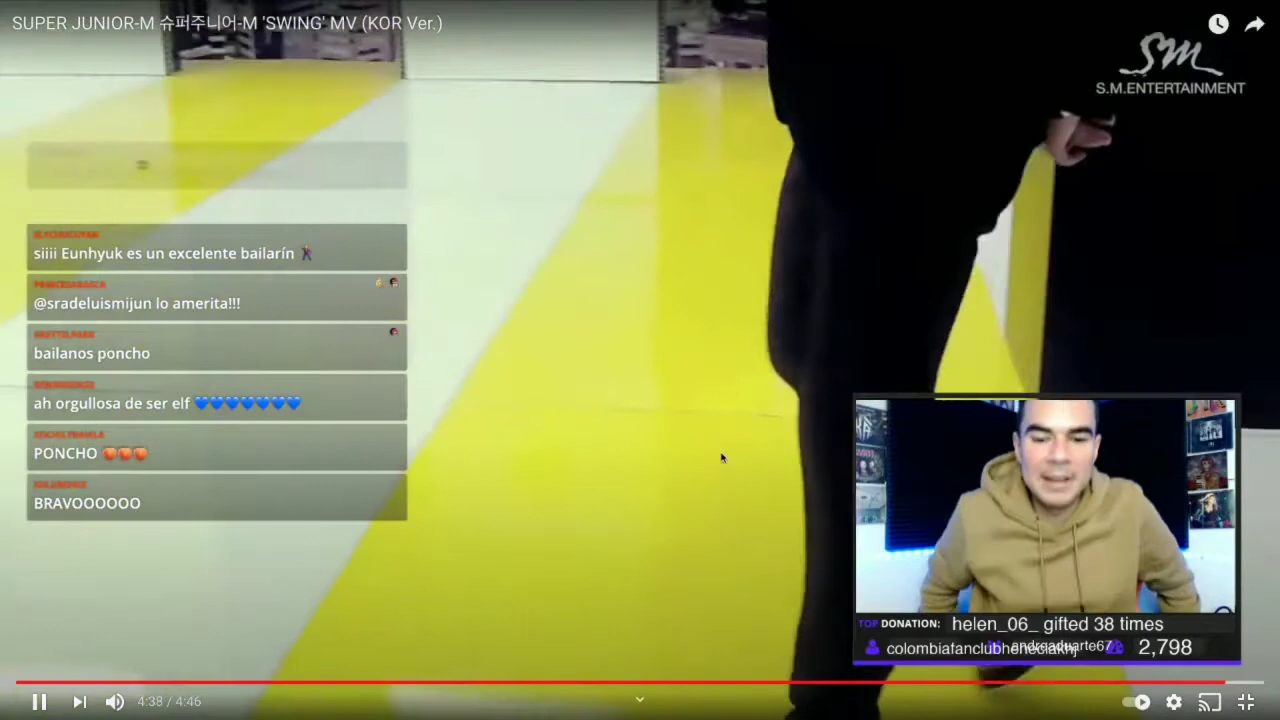 SUPER JUNIOR-M 슈퍼주니어-M 'SWING' MV (KOR Ver.)
SM
S.M.ENTERTAINMENT
siiii Eunhyuk es un excelente bailarín
@sradeluismijun lo amerita!!!
bailanos poncho
ah orgullosa de ser elf 💙💙💙💙💙💙💙
PONCHO 🍑🍑🍑
BRAVOOOOOO
TOP DONATION: helen_06_ gifted 38 times
2,798
4:38 / 4:46